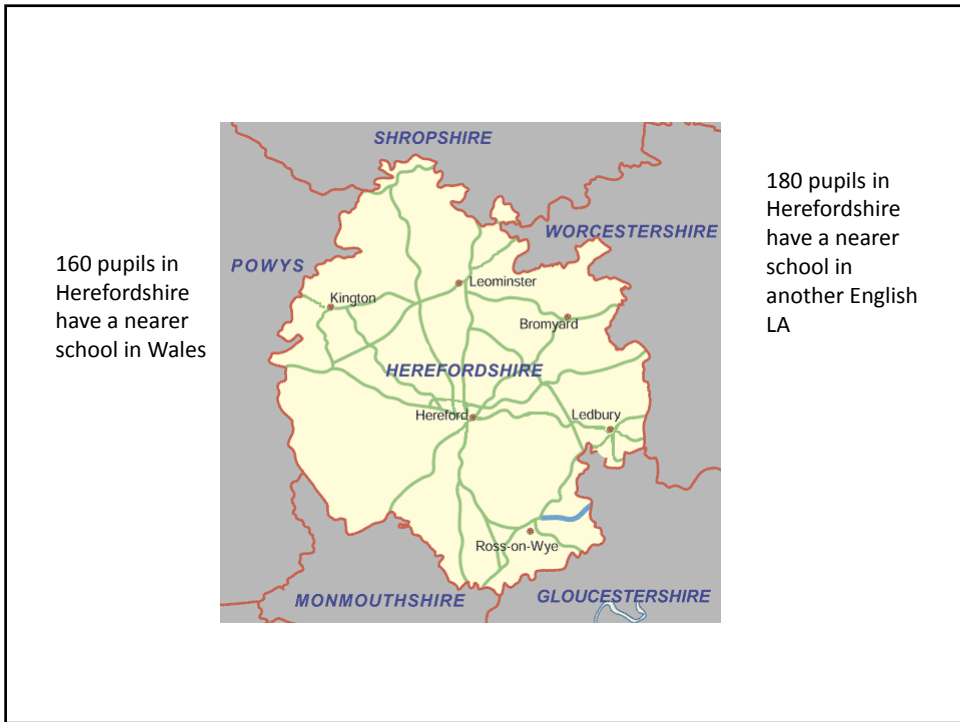 160 pupils in
Herefordshire
have a nearer
school in Wales
SHROPSHIRE
WORCESTERSHIRE
POWYS
Leominster
Kington
Bromyard
HEREFORDSHIRE
Hereford
Ledbury
Ross-on-Wye
MONMOUTHSHIRE
GLOUCESTERSHIRE
180 pupils in
Herefordshire
have a nearer
school in
another English
LA